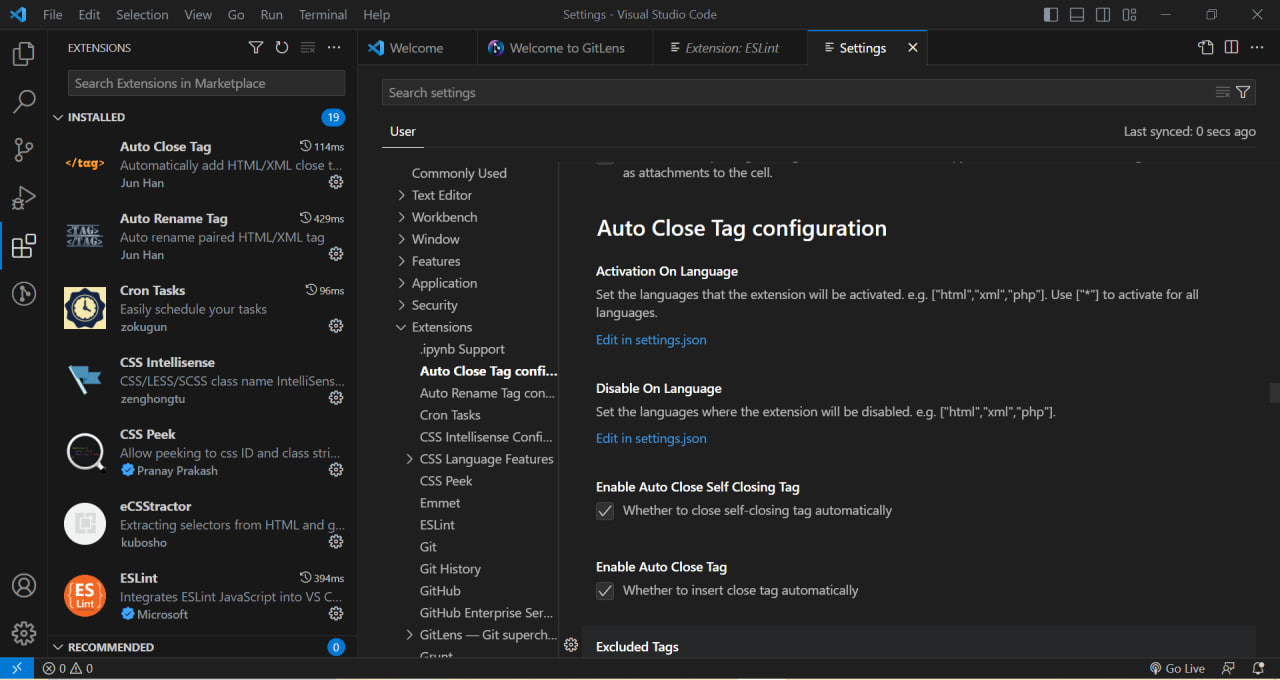 File Edit Selection View Go Run Terminal Help
Settings - Visual Studio Code
EXTENSIONS
Search Extensions in Marketplace
INSTALLED 19
</tag>
Auto Close Tag 114ms
Automatically add HTML/XML close t...
Jun Han
<TAG>
</TAG>
Auto Rename Tag 429ms
Auto rename paired HTML/XML tag
Jun Han
Cron Tasks 96ms
Easily schedule your tasks
zokugun
CSS Intellisense
CSS/LESS/SCSS class name IntelliSens...
zenghongtu
CSS Peek
Allow peeking to css ID and class stri...
Pranay Prakash
eCSStractor
Extracting selectors from HTML and g...
kubosho
{ES}
Lint
ESLint 394ms
Integrates ESLint JavaScript into VS C...
Microsoft
RECOMMENDED 0
Welcome
Welcome to GitLens
Extension: ESLint
Settings
Search settings
User
Last synced: 0 secs ago
Commonly Used
Text Editor
Workbench
Window
Features
Application
Security
Extensions
.ipynb Support
Auto Close Tag confi...
Auto Rename Tag con...
Cron Tasks
CSS Intellisense Confi...
CSS Language Features
CSS Peek
Emmet
ESLint
Git
Git History
GitHub
GitHub Enterprise Ser...
GitLens — Git superch...
Grunt
as attachments to the cell.
Auto Close Tag configuration
Activation On Language
Set the languages that the extension will be activated. e.g. ["html","xml","php"]. Use ["*"] to activate for all
languages.
Edit in settings.json
Disable On Language
Set the languages where the extension will be disabled. e.g. ["html","xml","php"].
Edit in settings.json
Enable Auto Close Self Closing Tag
Whether to close self-closing tag automatically
Enable Auto Close Tag
Whether to insert close tag automatically
Excluded Tags
0 0
Go Live